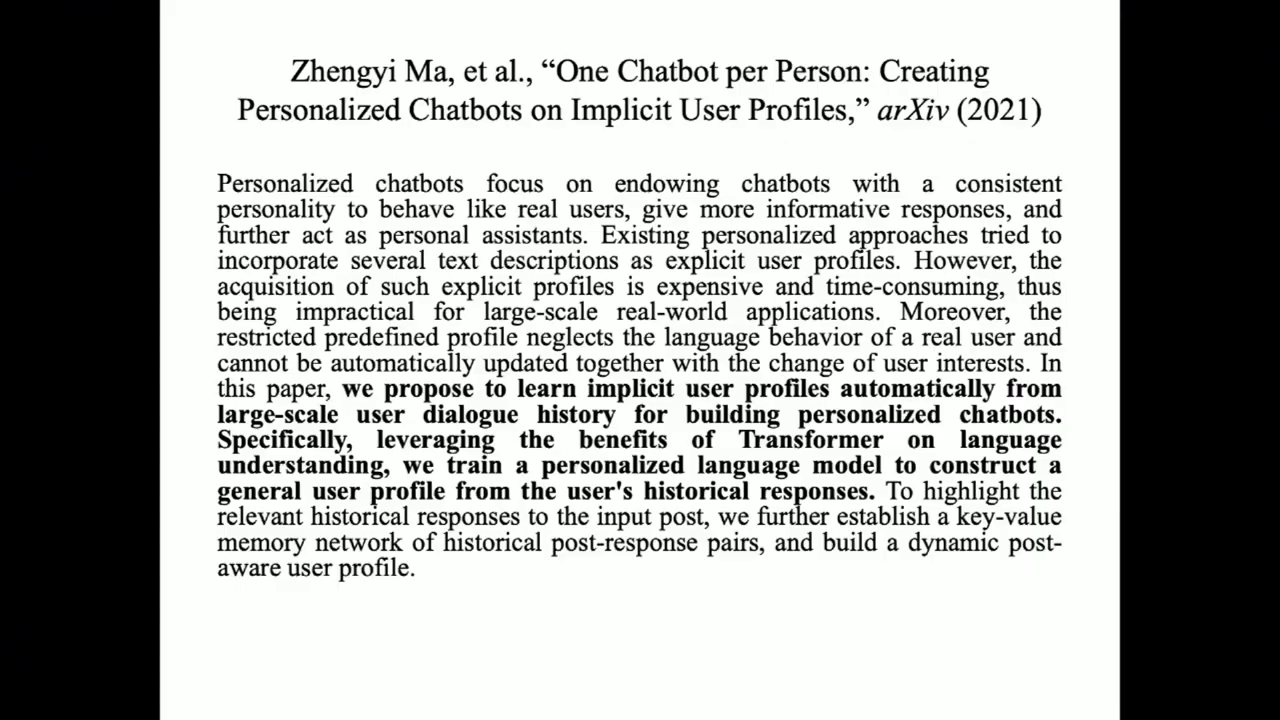 Zhengyi Ma, et al., “One Chatbot per Person: Creating
Personalized Chatbots on Implicit User Profiles,” arXiv (2021)
Personalized chatbots focus on endowing chatbots with a consistent
personality to behave like real users, give more informative responses, and
further act as personal assistants. Existing personalized approaches tried to
incorporate several text descriptions as explicit user profiles. However, the
acquisition of such explicit profiles is expensive and time-consuming, thus
being impractical for large-scale real-world applications. Moreover, the
restricted predefined profile neglects the language behavior of a real user and
cannot be automatically updated together with the change of user interests. In
this paper, we propose to learn implicit user profiles automatically from
large-scale user dialogue history for building personalized chatbots.
Specifically, leveraging the benefits of Transformer on language
understanding, we train a personalized language model to construct a
general user profile from the user's historical responses. To highlight the
relevant historical responses to the input post, we further establish a key-value
memory network of historical post-response pairs, and build a dynamic post-
aware user profile.